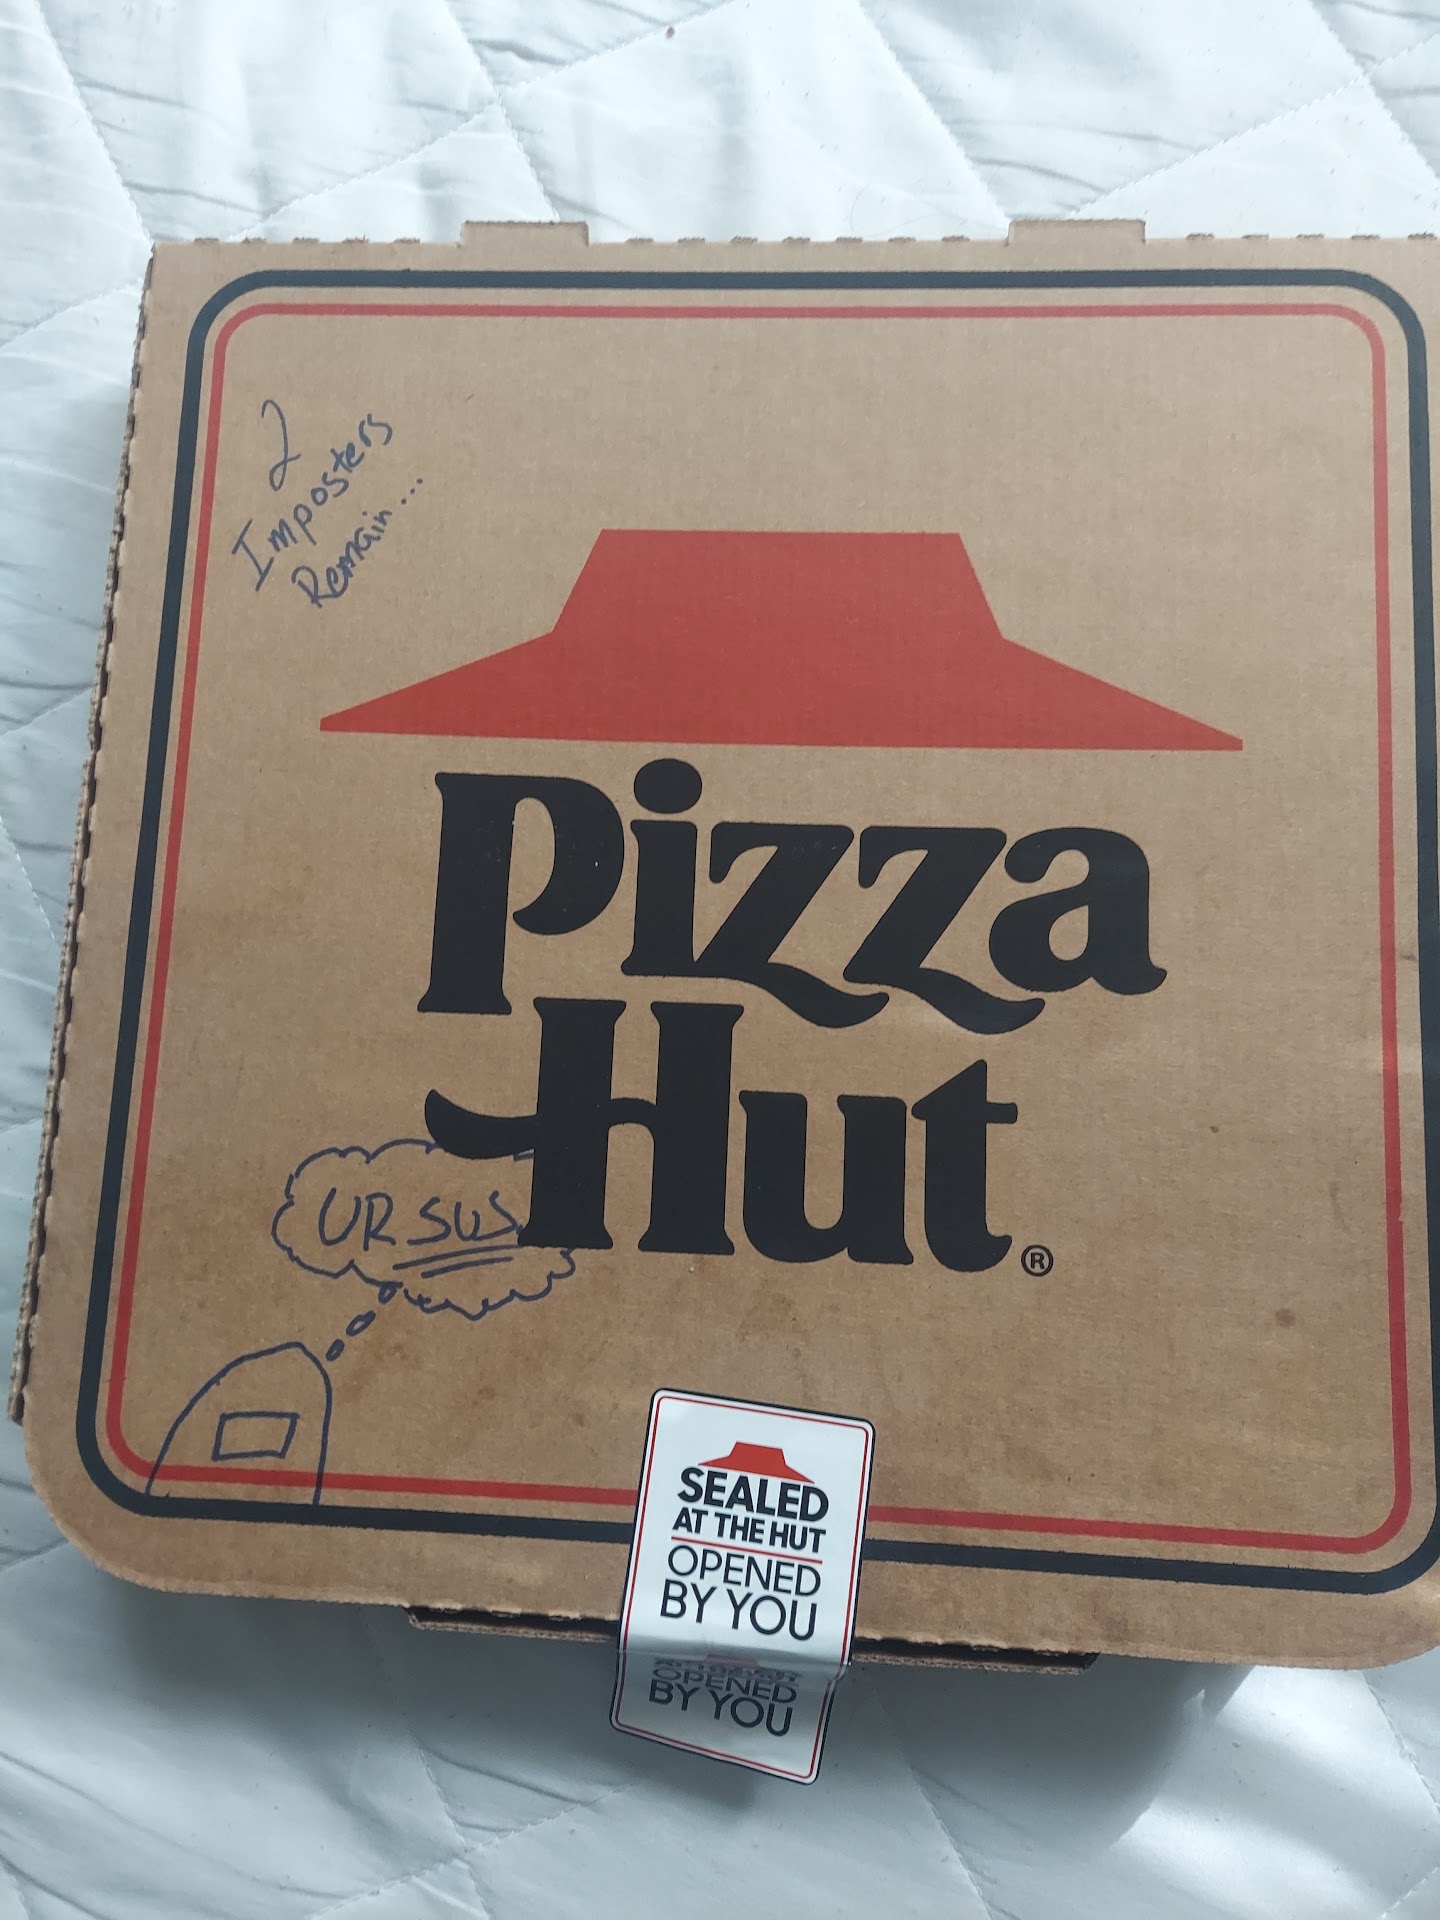 2
Imposters
Remain...
Pizza
Hut®
UR SUS
SEALED
AT THE HUT
OPENED
BY YOU
OPENED
BY YOU